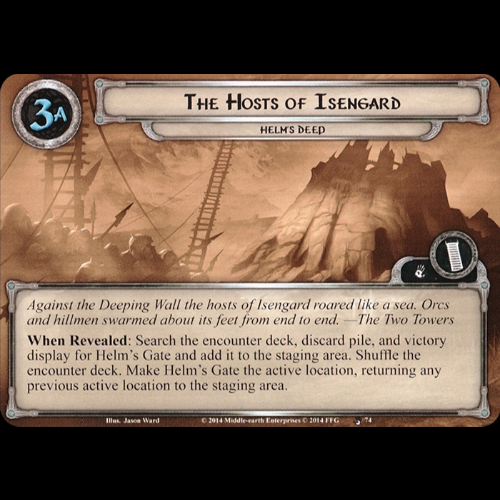 3A
The Hosts of Isengard
Helm's Deep
Against the Deeping Wall the hosts of Isengard roared like a sea. Orcs
and hillmen swarmed about its feet from end to end. —The Two Towers
When Revealed: Search the encounter deck, discard pile, and victory
display for Helm's Gate and add it to the staging area. Shuffle the
encounter deck. Make Helm's Gate the active location, returning any
previous active location to the staging area.
Illus. Jason Ward © 2014 Middle-earth Enterprises © 2014 FFG 74